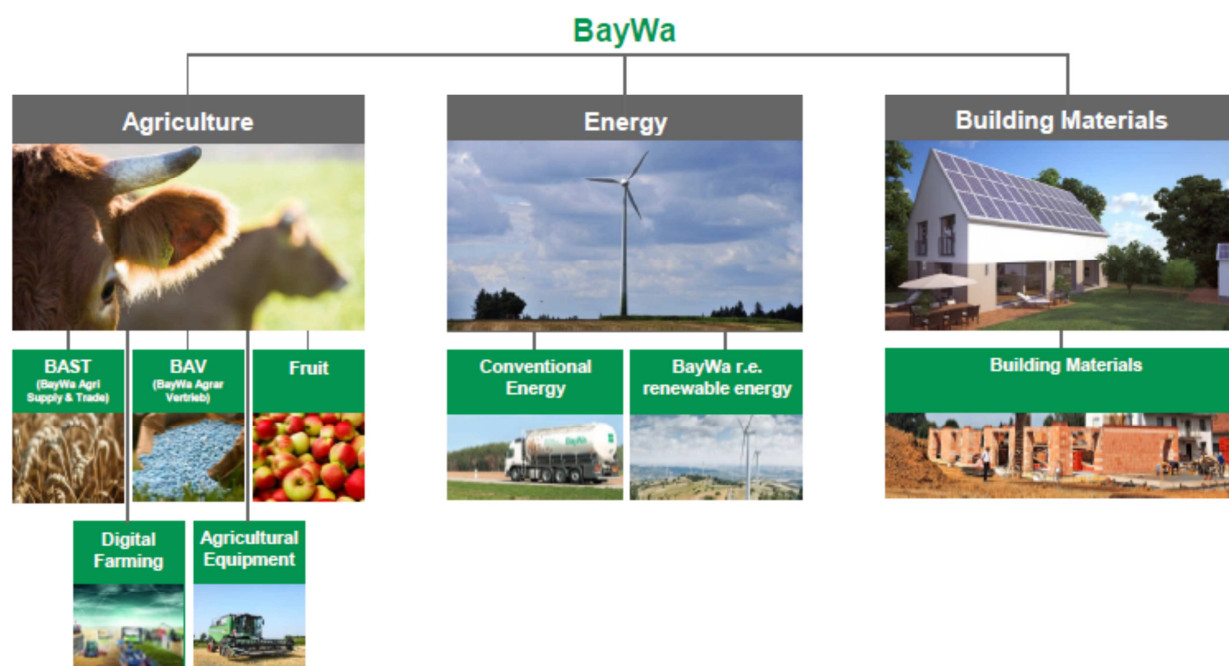 BayWa
Agriculture
Energy
Building Materials
BAST
(BayWa Agri
Supply & Trade)
BAV
(BayWa Agrar
Vertrieb)
Fruit
Conventional
Energy
BayWa r.e.
renewable energy
Building Materials
BayWa
Digital
Farming
Agricultural
Equipment